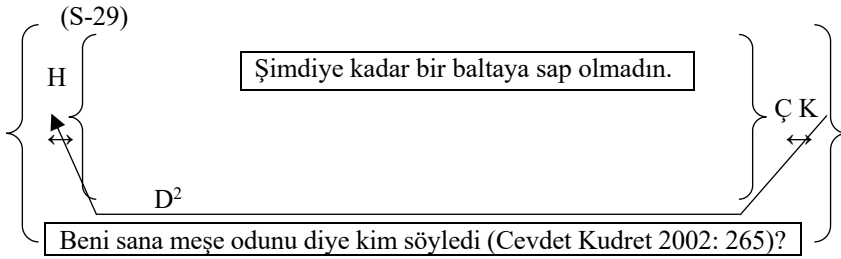 (S-29)
H
Şimdiye kadar bir baltaya sap olmadın.
Ç K
D²
Beni sana meşe odunu diye kim söyledi (Cevdet Kudret 2002: 265)?